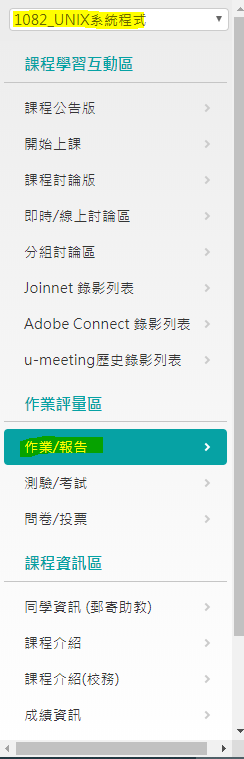 1082_UNIX系統程式
課程學習互動區
課程公告版
開始上課
課程討論版
即時/線上討論區
分組討論區
Joinnet 錄影列表
Adobe Connect 錄影列表
u-meeting歷史錄影列表
作業評量區
作業/報告
測驗/考試
問卷/投票
課程資訊區
同學資訊 (郵寄助教)
課程介紹
課程介紹(校務)
成績資訊